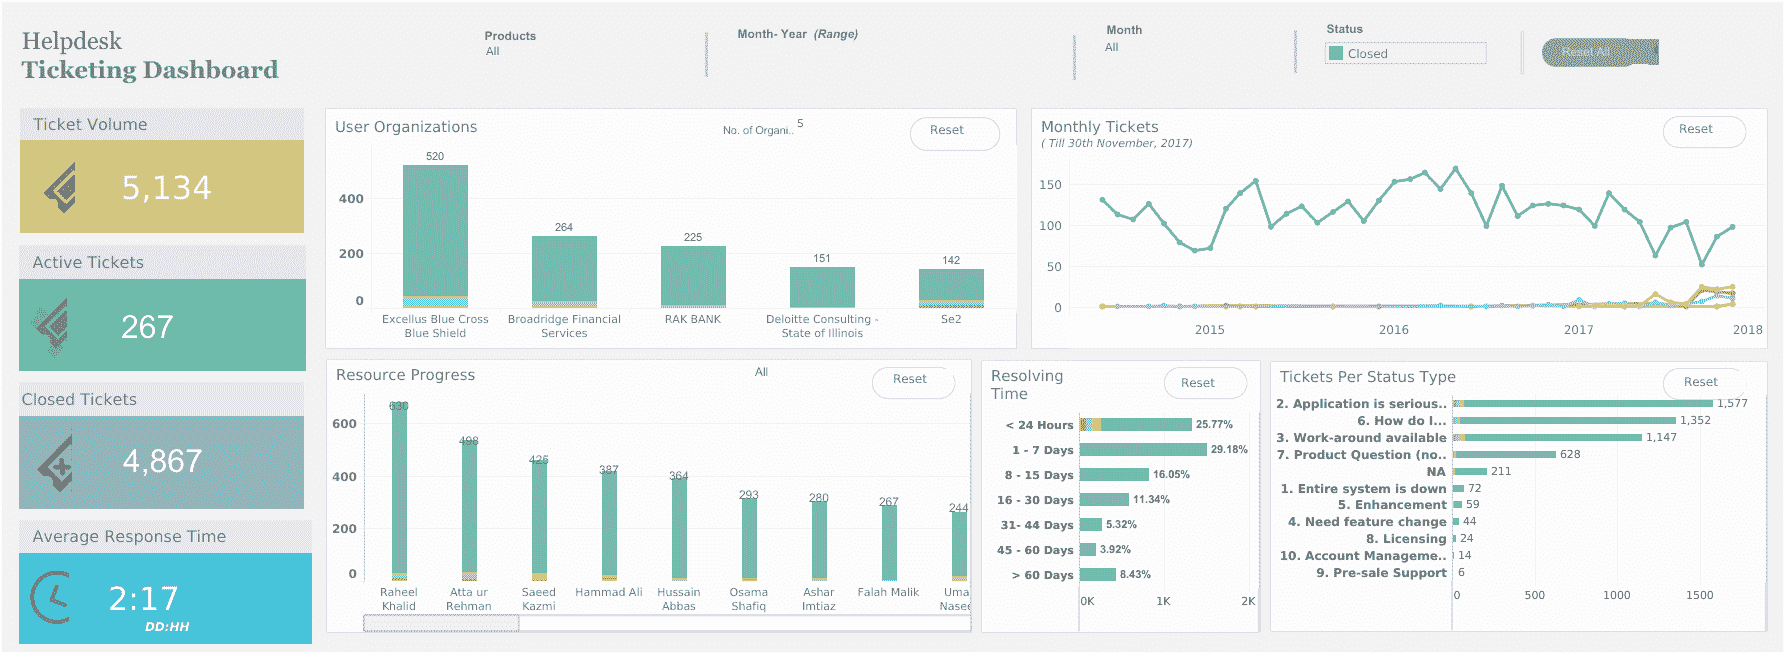 Helpdesk
Ticketing Dashboard
Products
All
Month- Year (Range)
Month
All
Status
Closed
Reset All
Ticket Volume
5,134
Active Tickets
267
Closed Tickets
4,867
Average Response Time
2:17
DD:HH
User Organizations
No. of Organi.. 5
Reset
520
264
225
151
142
400
200
0
Excellus Blue Cross
Blue Shield
Broadridge Financial
Services
RAK BANK
Deloitte Consulting -
State of Illinois
Se2
Monthly Tickets
( Till 30th November, 2017)
Reset
150
100
50
0
2015
2016
2017
2018
Resource Progress
All
Reset
600
400
200
0
630
498
425
387
364
293
280
267
244
Raheel
Khalid
Atta ur
Rehman
Saeed
Kazmi
Hammad Ali
Hussain
Abbas
Osama
Shafiq
Ashar
Imtiaz
Falah Malik
Uma
Nasee
Resolving
Time
Reset
< 24 Hours 25.77%
1 - 7 Days 29.18%
8 - 15 Days 16.05%
16 - 30 Days 11.34%
31- 44 Days 5.32%
45 - 60 Days 3.92%
> 60 Days 8.43%
0K 1K 2K
Tickets Per Status Type
Reset
2. Application is serious.. 1,577
6. How do I... 1,352
3. Work-around available 1,147
7. Product Question (no.. 628
NA 211
1. Entire system is down 72
5. Enhancement 59
4. Need feature change 44
8. Licensing 24
10. Account Manageme.. 14
9. Pre-sale Support 6
0 500 1000 1500